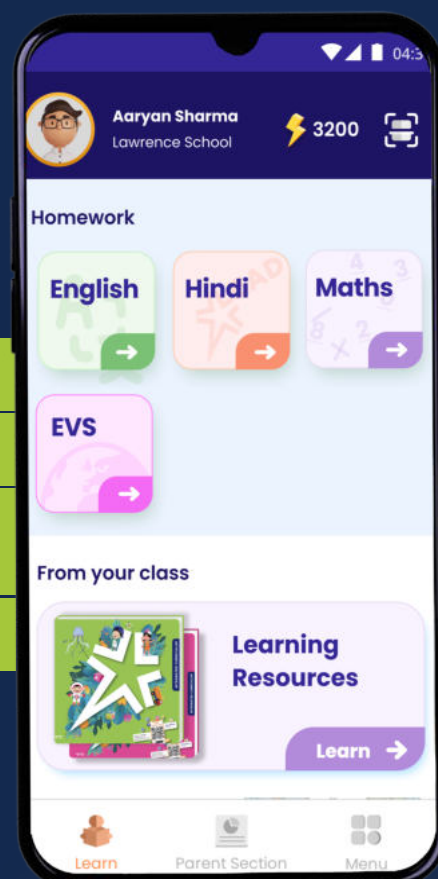 04:3
Aaryan Sharma
Lawrence School
3200
Homework
English
Hindi
Maths
EVS
From your class
Learning
Resources
Learn
Learn
Parent Section
Menu